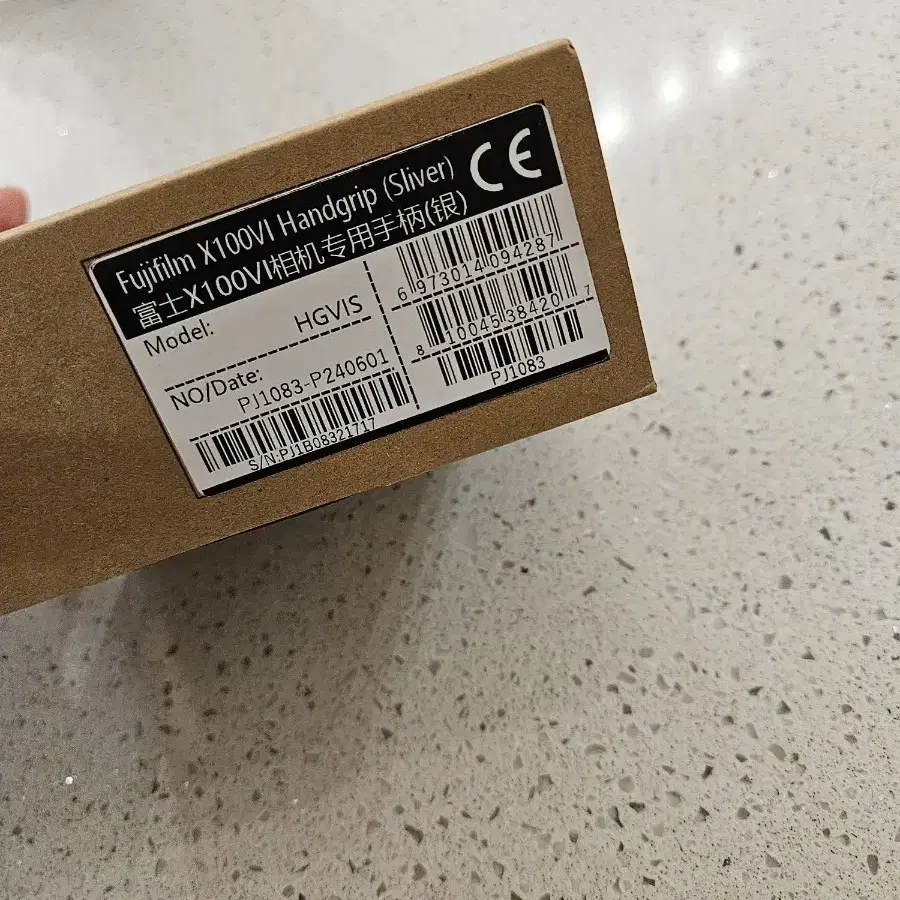 Fujifilm X100VI Handgrip (Sliver)
富士X100VI相机专用手柄(银)
CE
Model: HGVIS
NO/Date:
PJ1083-P240601
S/N:PJ1B08321717
6 973014 094287
8 10045 38420 7
PJ1083